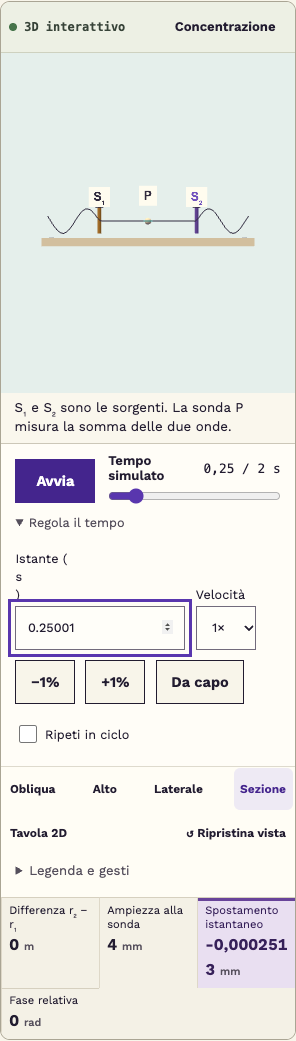 3D interattivo Concentrazione
S₁ P S₂
S₁ e S₂ sono le sorgenti. La sonda P
misura la somma delle due onde.
Avvia
Tempo
simulato
0,25 / 2 s
▼ Regola il tempo
Istante (
s
)
Velocità
0.25001
1×
−1% +1% Da capo
Ripeti in ciclo
Obliqua Alto Laterale Sezione
Tavola 2D ↺ Ripristina vista
▶ Legenda e gesti
Differenza r₂ −
r₁
0 m
Ampiezza alla
sonda
4 mm
Spostamento
istantaneo
-0,000251
3 mm
Fase relativa
0 rad